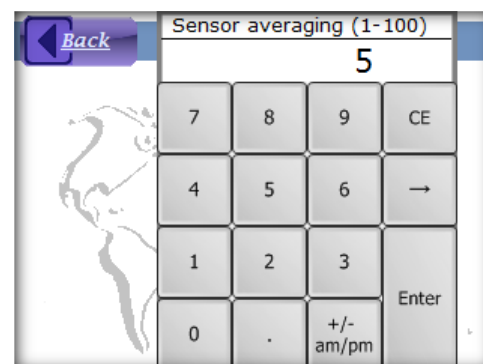 Back
Sensor averaging (1-100)
5
7 8 9 CE
4 5 6 →
1 2 3
Enter
0 . +/-
am/pm